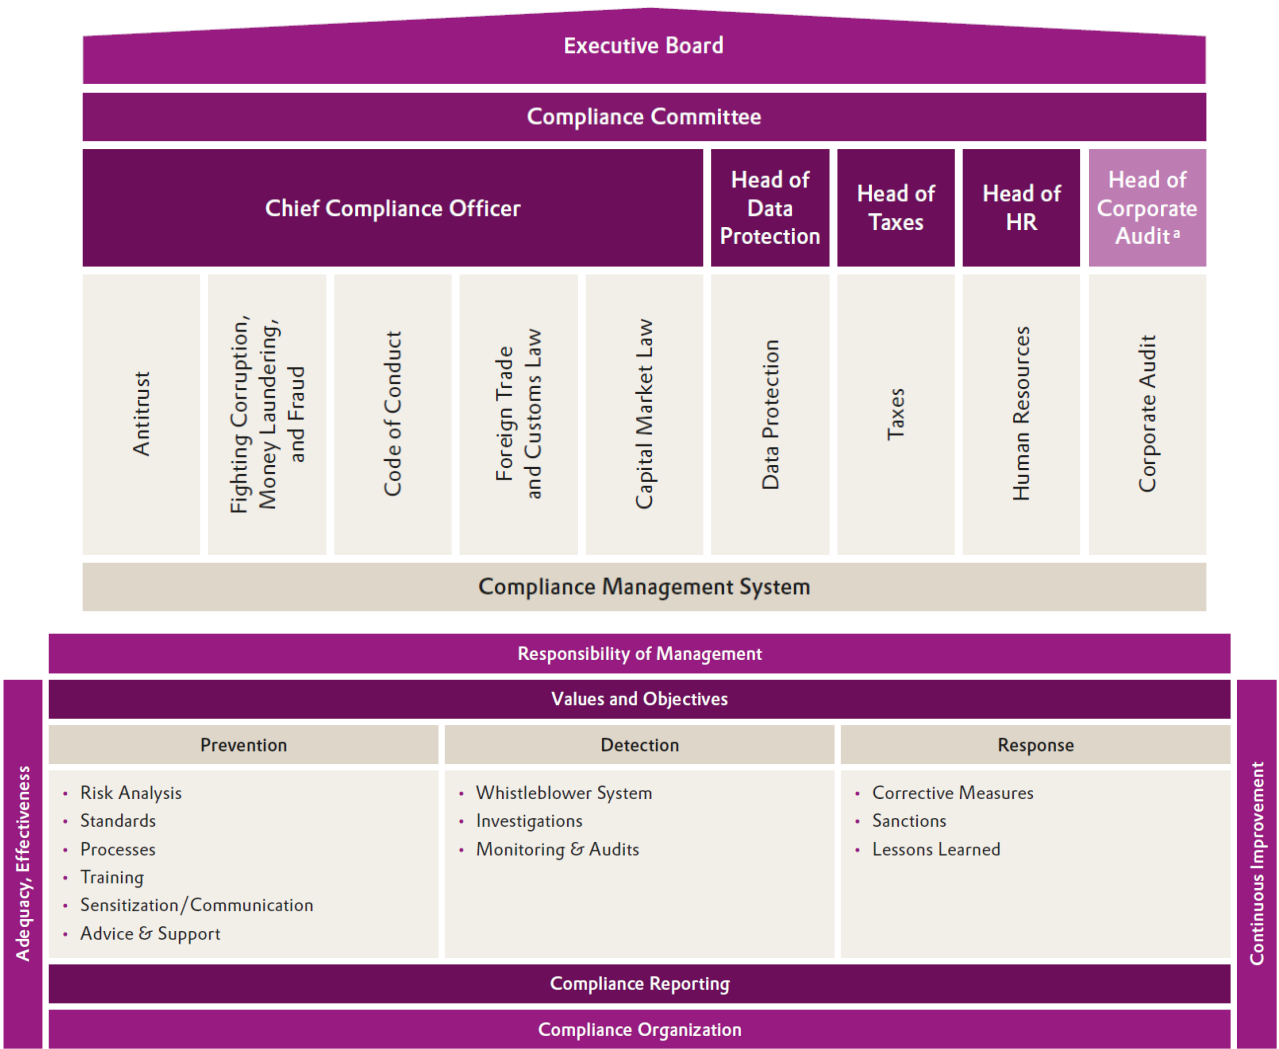 Executive Board
Compliance Committee
Chief Compliance Officer
Head of
Data
Protection
Head of
Taxes
Head of
HR
Head of
Corporate
Audit a
Antitrust
Fighting Corruption,
Money Laundering,
and Fraud
Code of Conduct
Foreign Trade
and Customs Law
Capital Market Law
Data Protection
Taxes
Human Resources
Corporate Audit
Compliance Management System
Responsibility of Management
Adequacy, Effectiveness
Values and Objectives
Prevention
• Risk Analysis
• Standards
• Processes
• Training
• Sensitization/Communication
• Advice & Support
Detection
• Whistleblower System
• Investigations
• Monitoring & Audits
Response
• Corrective Measures
• Sanctions
• Lessons Learned
Continuous Improvement
Compliance Reporting
Compliance Organization